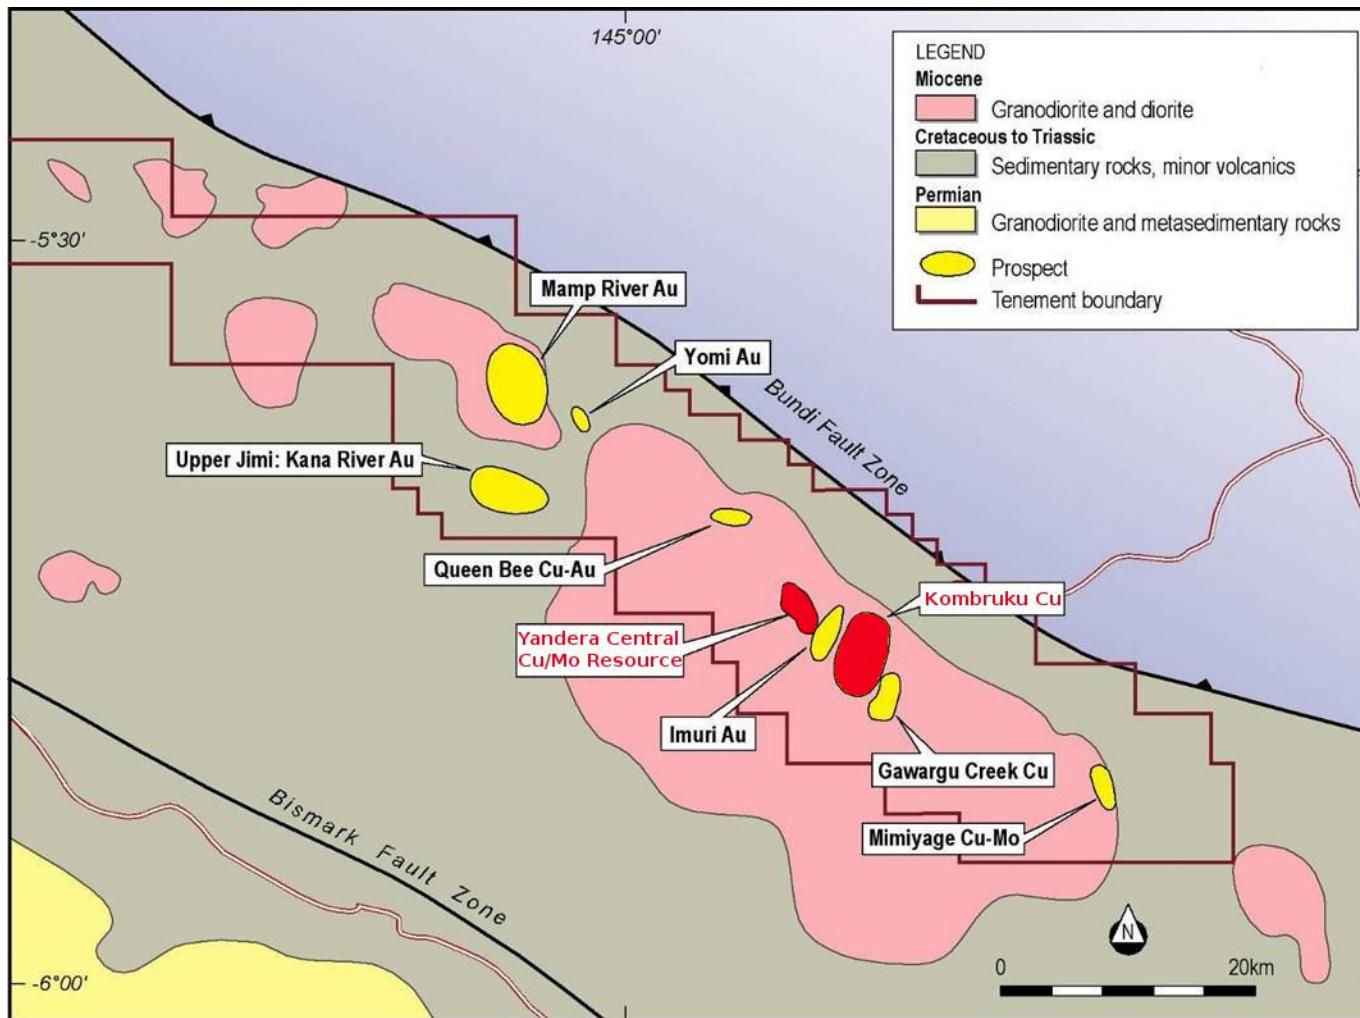 145°00'
LEGEND
Miocene
Granodiorite and diorite
Cretaceous to Triassic
Sedimentary rocks, minor volcanics
Permian
Granodiorite and metasedimentary rocks
Prospect
Tenement boundary
-5°30'
Mamp River Au
Yomi Au
Bundi Fault Zone
Upper Jimi: Kana River Au
Queen Bee Cu-Au
Kombruku Cu
Yandera Central
Cu/Mo Resource
Imuri Au
Gawargu Creek Cu
Mimiyage Cu-Mo
Bismark Fault Zone
N
0 20km
-6°00'